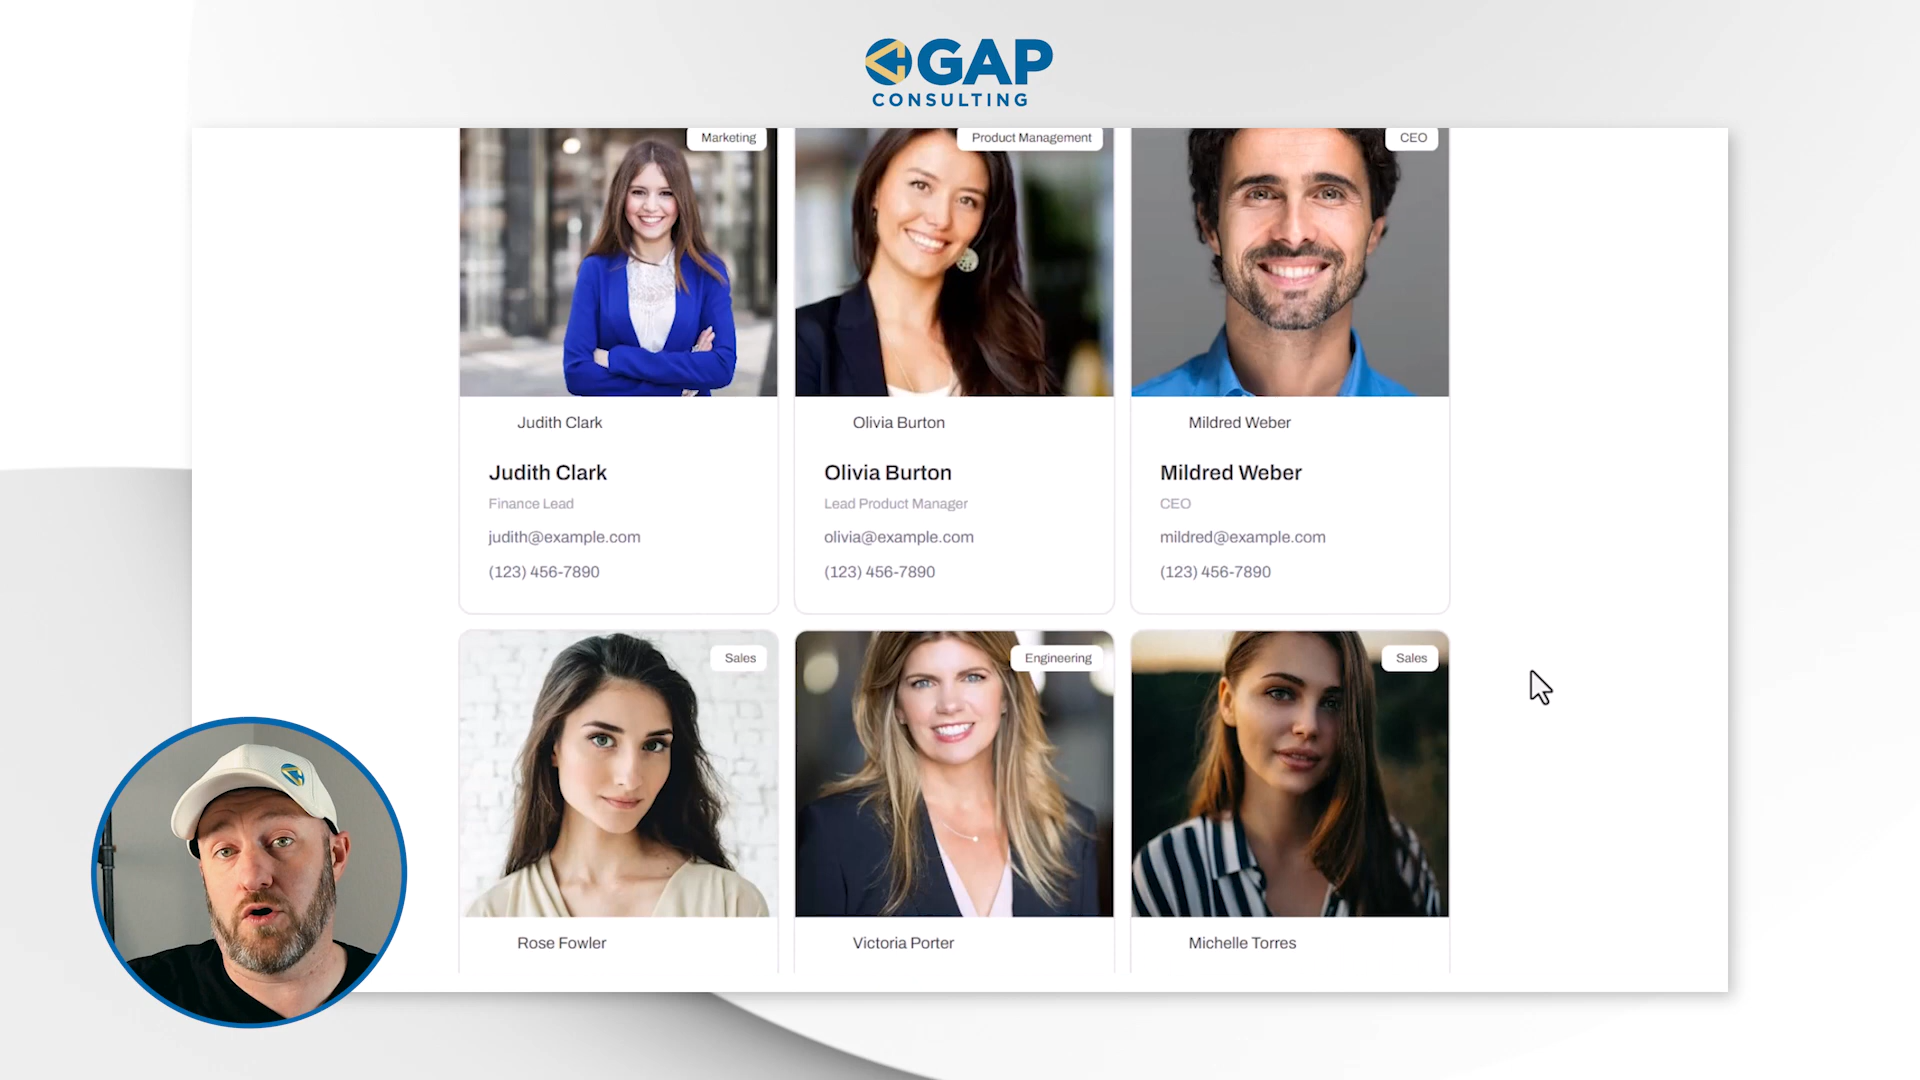 GAP
CONSULTING
Marketing
Product Management
CEO
Judith Clark
Olivia Burton
Mildred Weber
Judith Clark
Olivia Burton
Mildred Weber
Finance Lead
Lead Product Manager
CEO
judith@example.com
olivia@example.com
mildred@example.com
(123) 456-7890
(123) 456-7890
(123) 456-7890
Sales
Engineering
Sales
Rose Fowler
Victoria Porter
Michelle Torres